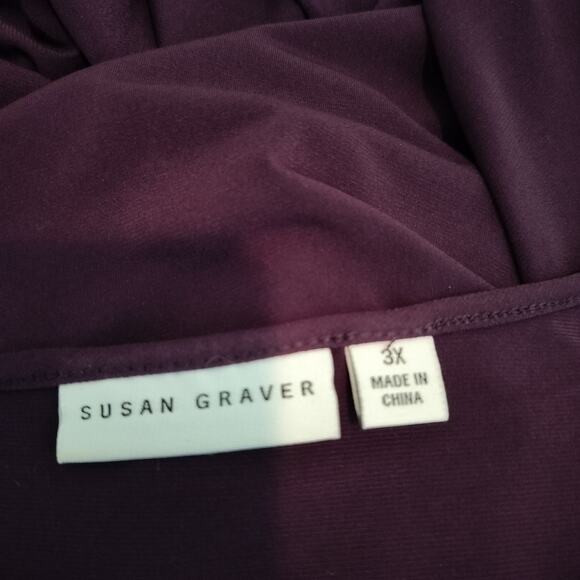 SUSAN GRAVER
3X
MADE IN
CHINA